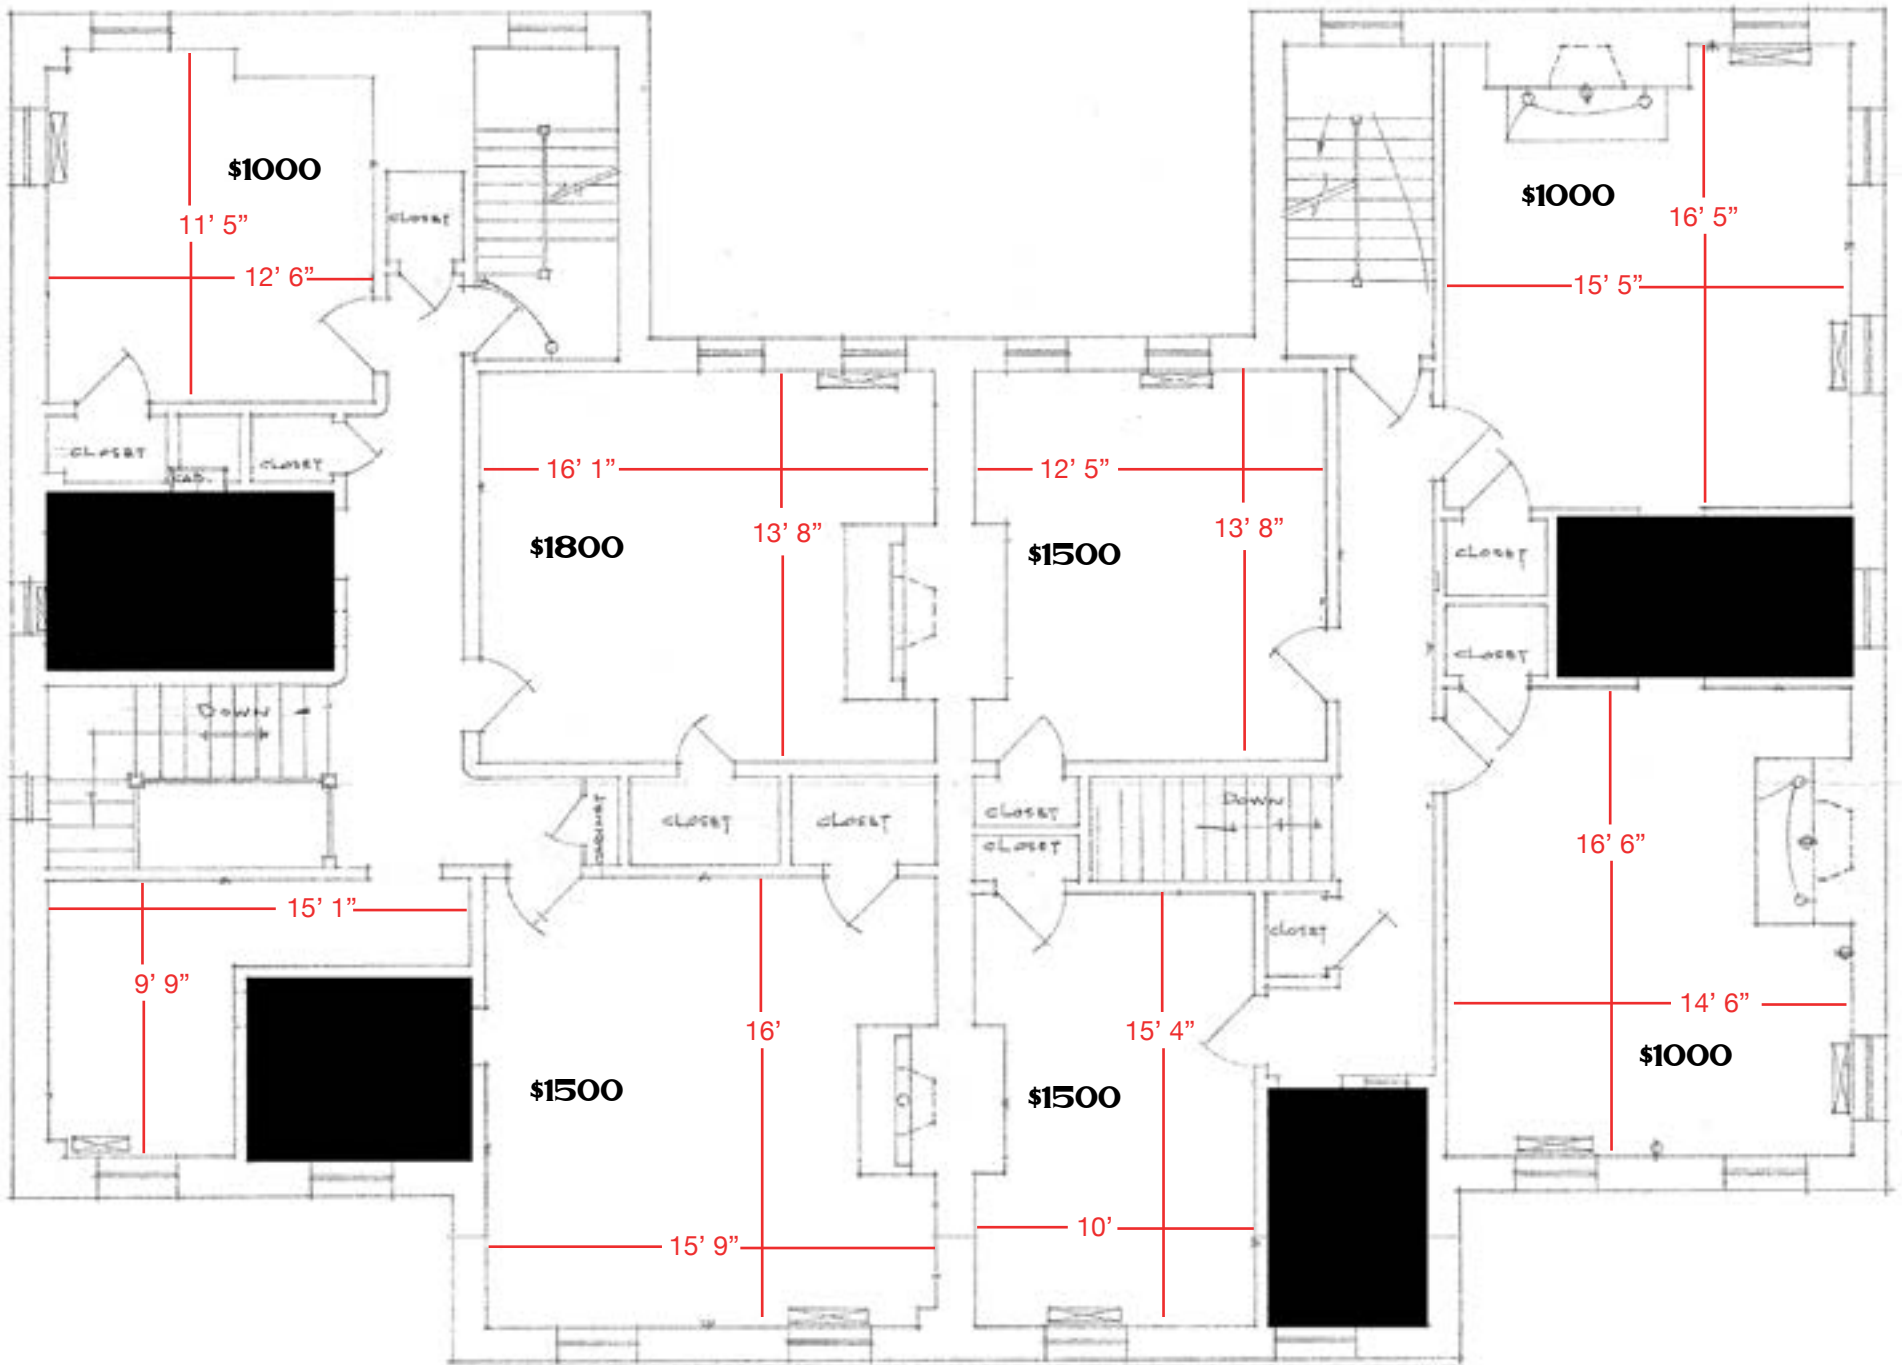 $1000
11’ 5”
12’ 6”
CLOSET
$1000
16’ 5”
15’ 5”
CLOSET
CLOSET
CAB.
16’ 1”
13’ 8”
$1800
12’ 5”
13’ 8”
$1500
CLOSET
CLOSET
DOWN
CABINET
CLOSET
CLOSET
CLOSET
CLOSET
DOWN
15’ 1”
9’ 9”
16’
$1500
15’ 9”
CLOSET
15’ 4”
$1500
10’
16’ 6”
14’ 6”
$1000